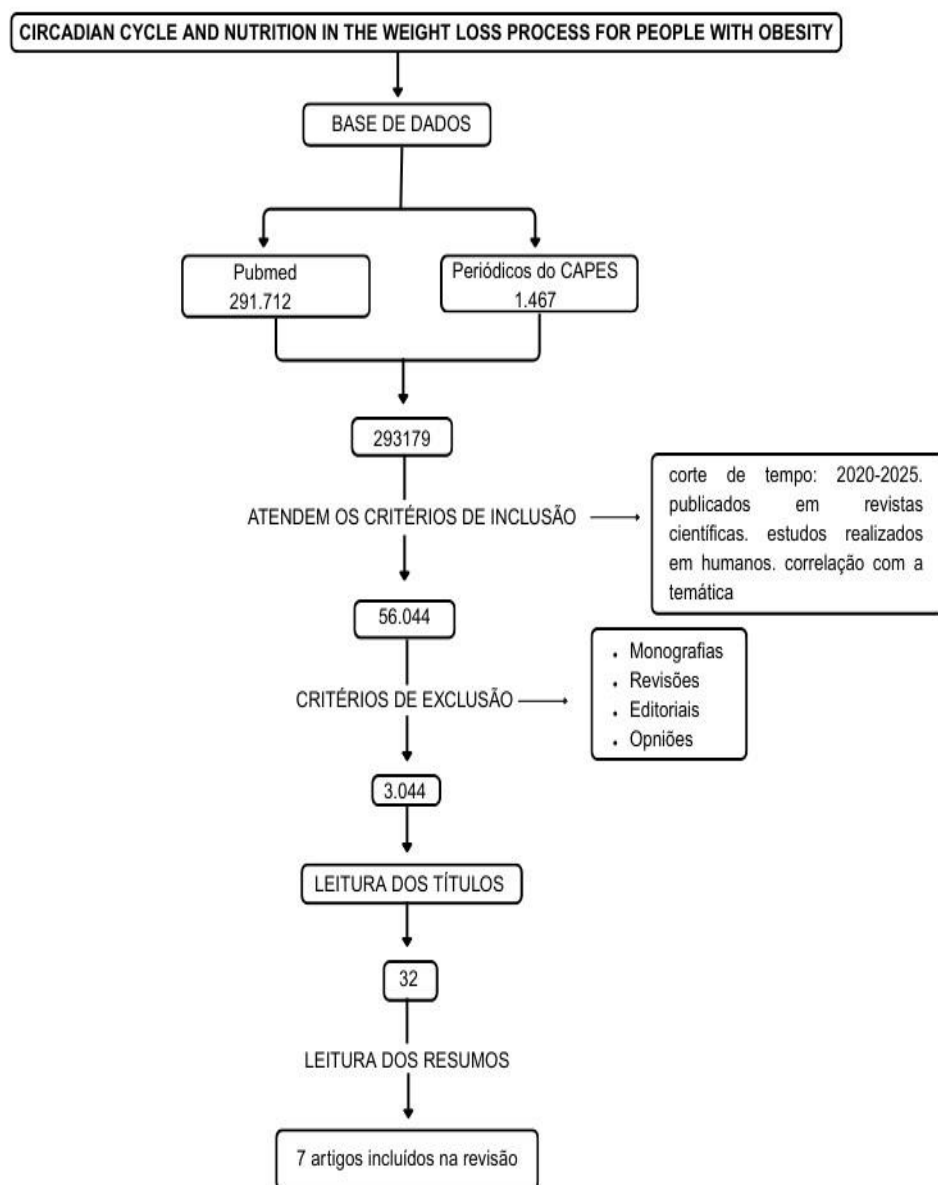 CIRCADIAN CYCLE AND NUTRITION IN THE WEIGHT LOSS PROCESS FOR PEOPLE WITH OBESITY
BASE DE DADOS
Pubmed
291.712
Periódicos do CAPES
1.467
293179
ATENDEM OS CRITÉRIOS DE INCLUSÃO
corte de tempo: 2020-2025.
publicados em revistas
científicas. estudos realizados
em humanos. correlação com a
temática
56.044
CRITÉRIOS DE EXCLUSÃO
• Monografias
• Revisões
• Editoriais
• Opniões
3.044
LEITURA DOS TÍTULOS
32
LEITURA DOS RESUMOS
7 artigos incluídos na revisão